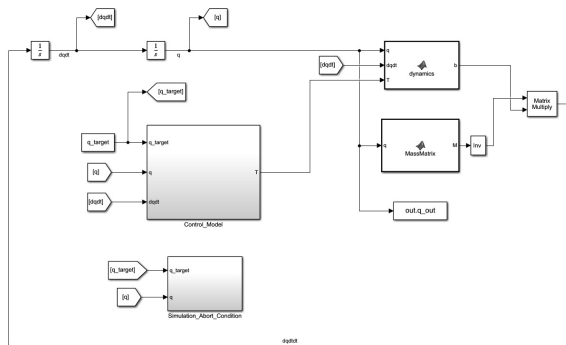 [dqdt]
[q]
1
s
dqdt
1
s
q
[dqdt]
q
dqdt
T
dynamics
b
[q_target]
Matrix
Multiply
q_target
q_target
[q]
q
T
[dqdt]
dqdt
Control_Model
q
MassMatrix
M
Inv
out.q_out
[q_target]
q_target
[q]
q
Simulation_Abort_Condition
dqdtdt